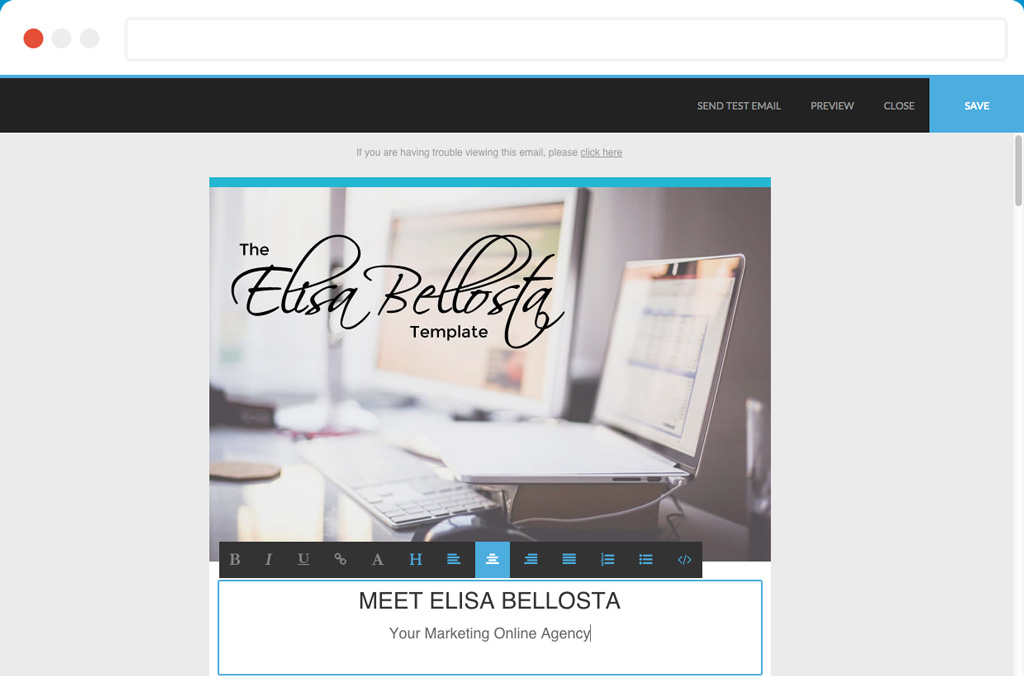 SEND TEST EMAIL PREVIEW CLOSE SAVE
If you are having trouble viewing this email, please click here
The
Elisa Bellosta
Template
B I U A H
MEET ELISA BELLOSTA
Your Marketing Online Agency